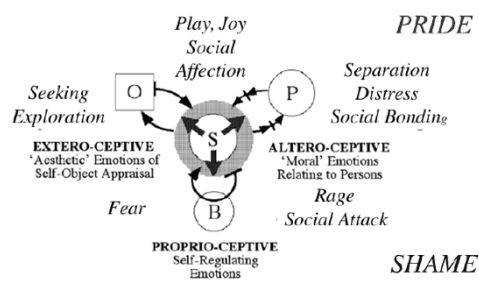 Play, Joy
Social
Affection
PRIDE
O
P
S
B
Seeking
Exploration
Separation
Distress
Social Bonding
EXTERO-CEPTIVE
'Aesthetic' Emotions of
Self-Object Appraisal
ALTERO-CEPTIVE
'Moral' Emotions
Relating to Persons
Fear
Rage
Social Attack
PROPRIO-CEPTIVE
Self-Regulating
Emotions
SHAME